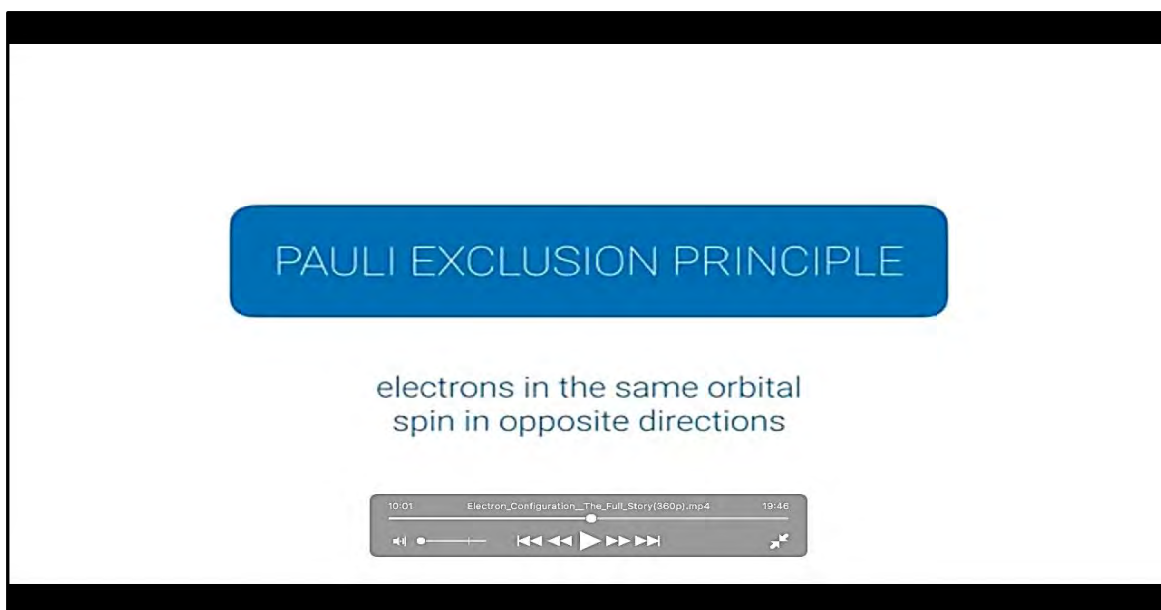 PAULI EXCLUSION PRINCIPLE
electrons in the same orbital
spin in opposite directions
10:01 Electron_Configuration__The_Full_Story(360p).mp4 19:46